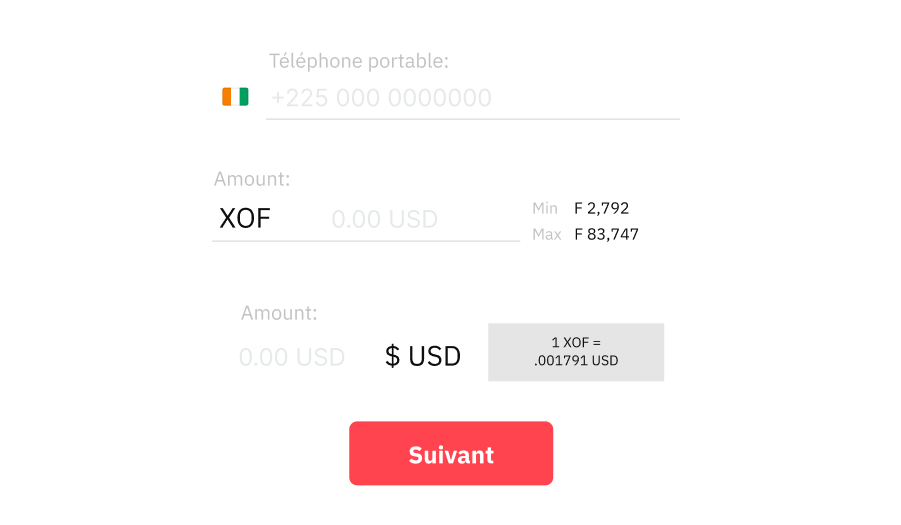 Téléphone portable:
+225 000 0000000
Amount:
XOF 0.00 USD
Min F 2,792
Max F 83,747
Amount:
0.00 USD $ USD
1 XOF =
.001791 USD
Suivant